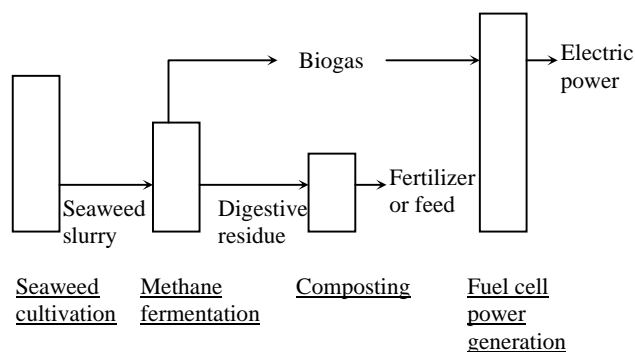 Biogas
Electric
power
Seaweed
slurry
Digestive
residue
Fertilizer
or feed
Seaweed
cultivation
Methane
fermentation
Composting
Fuel cell
power
generation